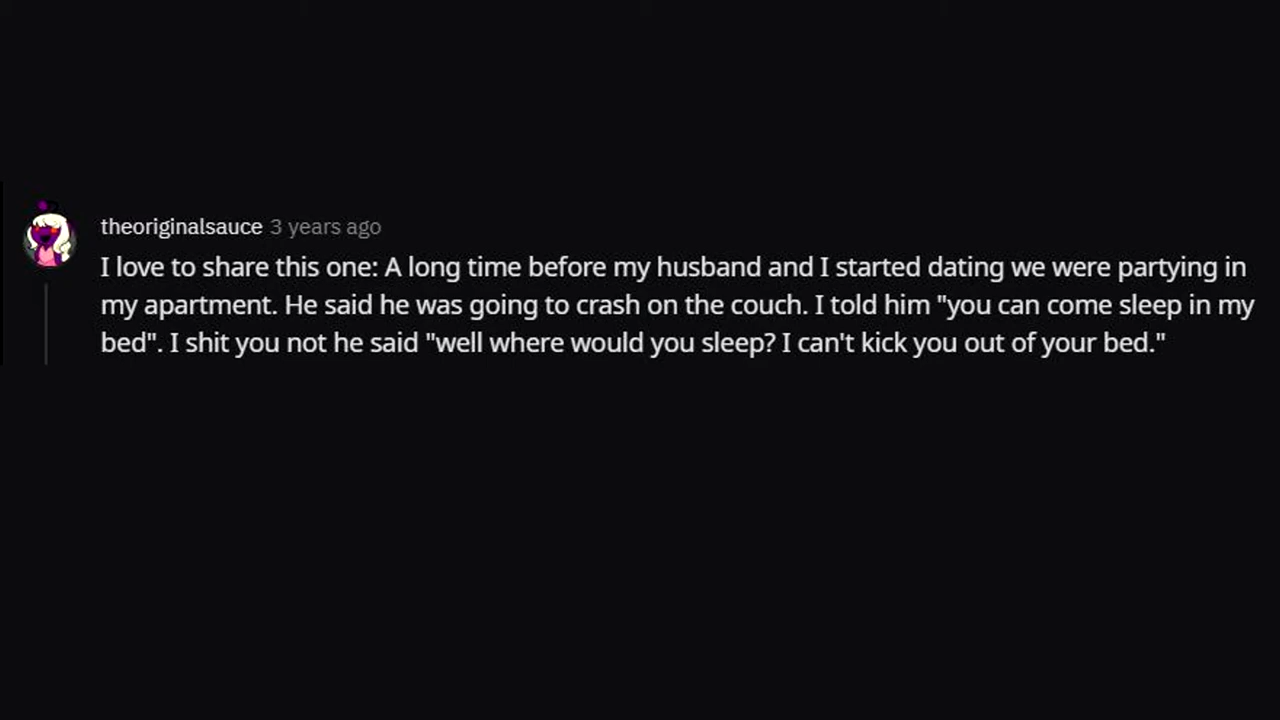 theoriginalsauce 3 years ago
I love to share this one: A long time before my husband and I started dating we were partying in
my apartment. He said he was going to crash on the couch. I told him "you can come sleep in my
bed". I shit you not he said "well where would you sleep? I can't kick you out of your bed."